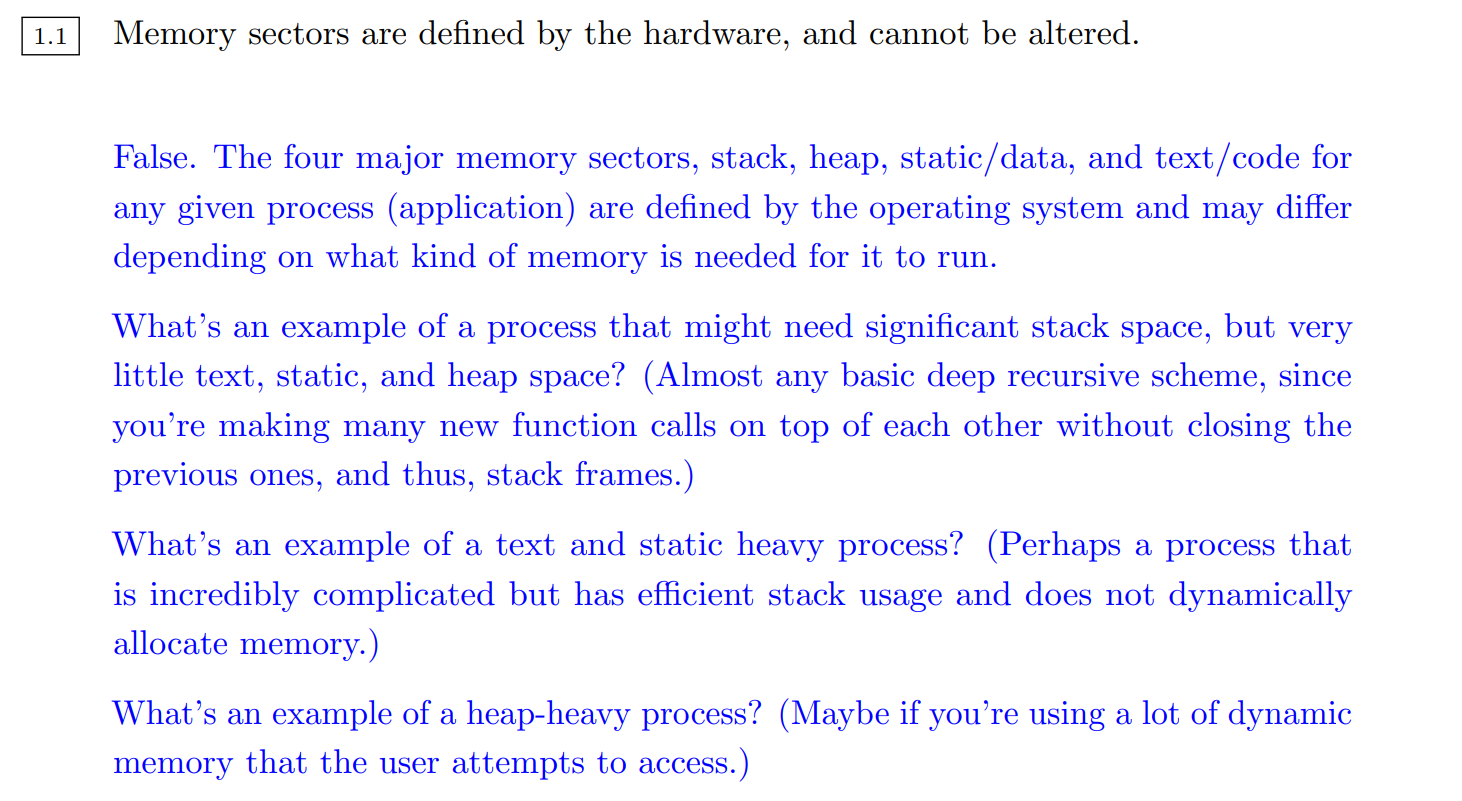 1.1 Memory sectors are defined by the hardware, and cannot be altered.
False. The four major memory sectors, stack, heap, static/data, and text/code for
any given process (application) are defined by the operating system and may differ
depending on what kind of memory is needed for it to run.
What's an example of a process that might need significant stack space, but very
little text, static, and heap space? (Almost any basic deep recursive scheme, since
you're making many new function calls on top of each other without closing the
previous ones, and thus, stack frames.)
What's an example of a text and static heavy process? (Perhaps a process that
is incredibly complicated but has efficient stack usage and does not dynamically
allocate memory.)
What's an example of a heap-heavy process? (Maybe if you're using a lot of dynamic
memory that the user attempts to access.)